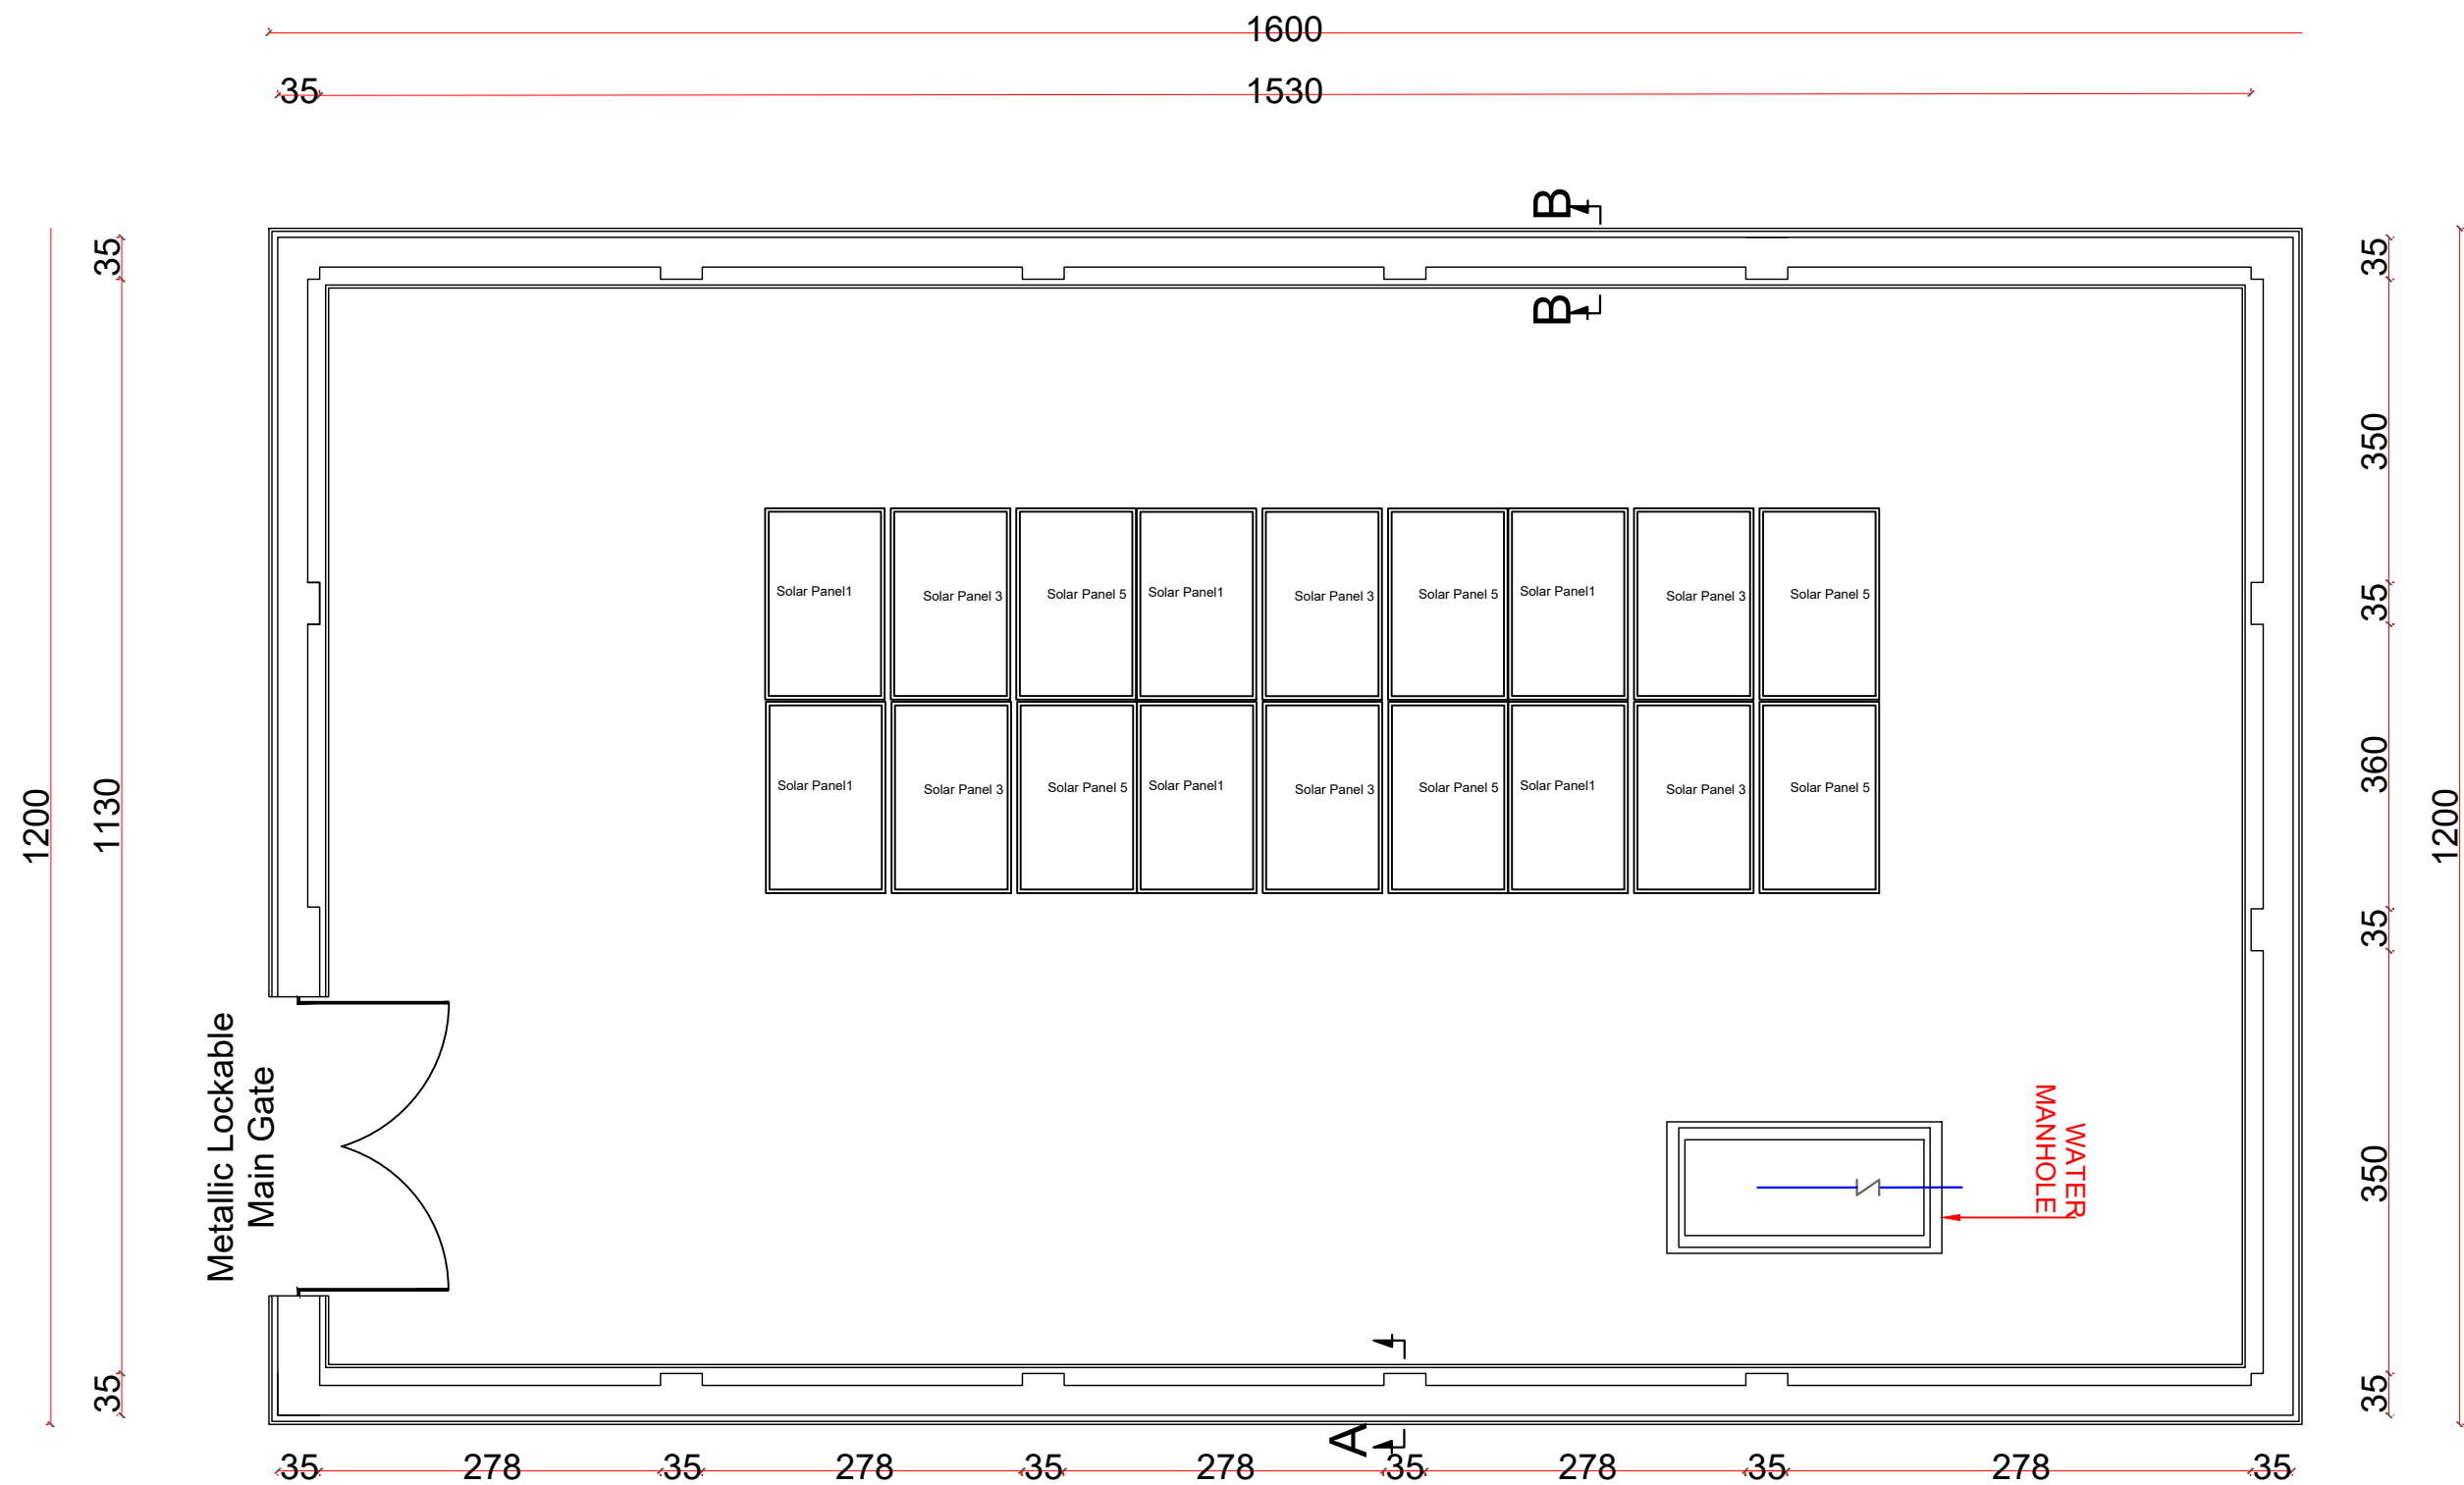 1600
35
1530
B
35
35
B
350
Solar Panel1
Solar Panel 3
Solar Panel 5
Solar Panel1
Solar Panel 3
Solar Panel 5
Solar Panel1
Solar Panel 3
Solar Panel 5
35
1200
1130
Solar Panel1
Solar Panel 3
Solar Panel 5
Solar Panel1
Solar Panel 3
Solar Panel 5
Solar Panel1
Solar Panel 3
Solar Panel 5
360
1200
35
Metallic Lockable
Main Gate
WATER
MANHOLE
350
35
35
A
35
278
35
278
35
278
35
278
35
278
35